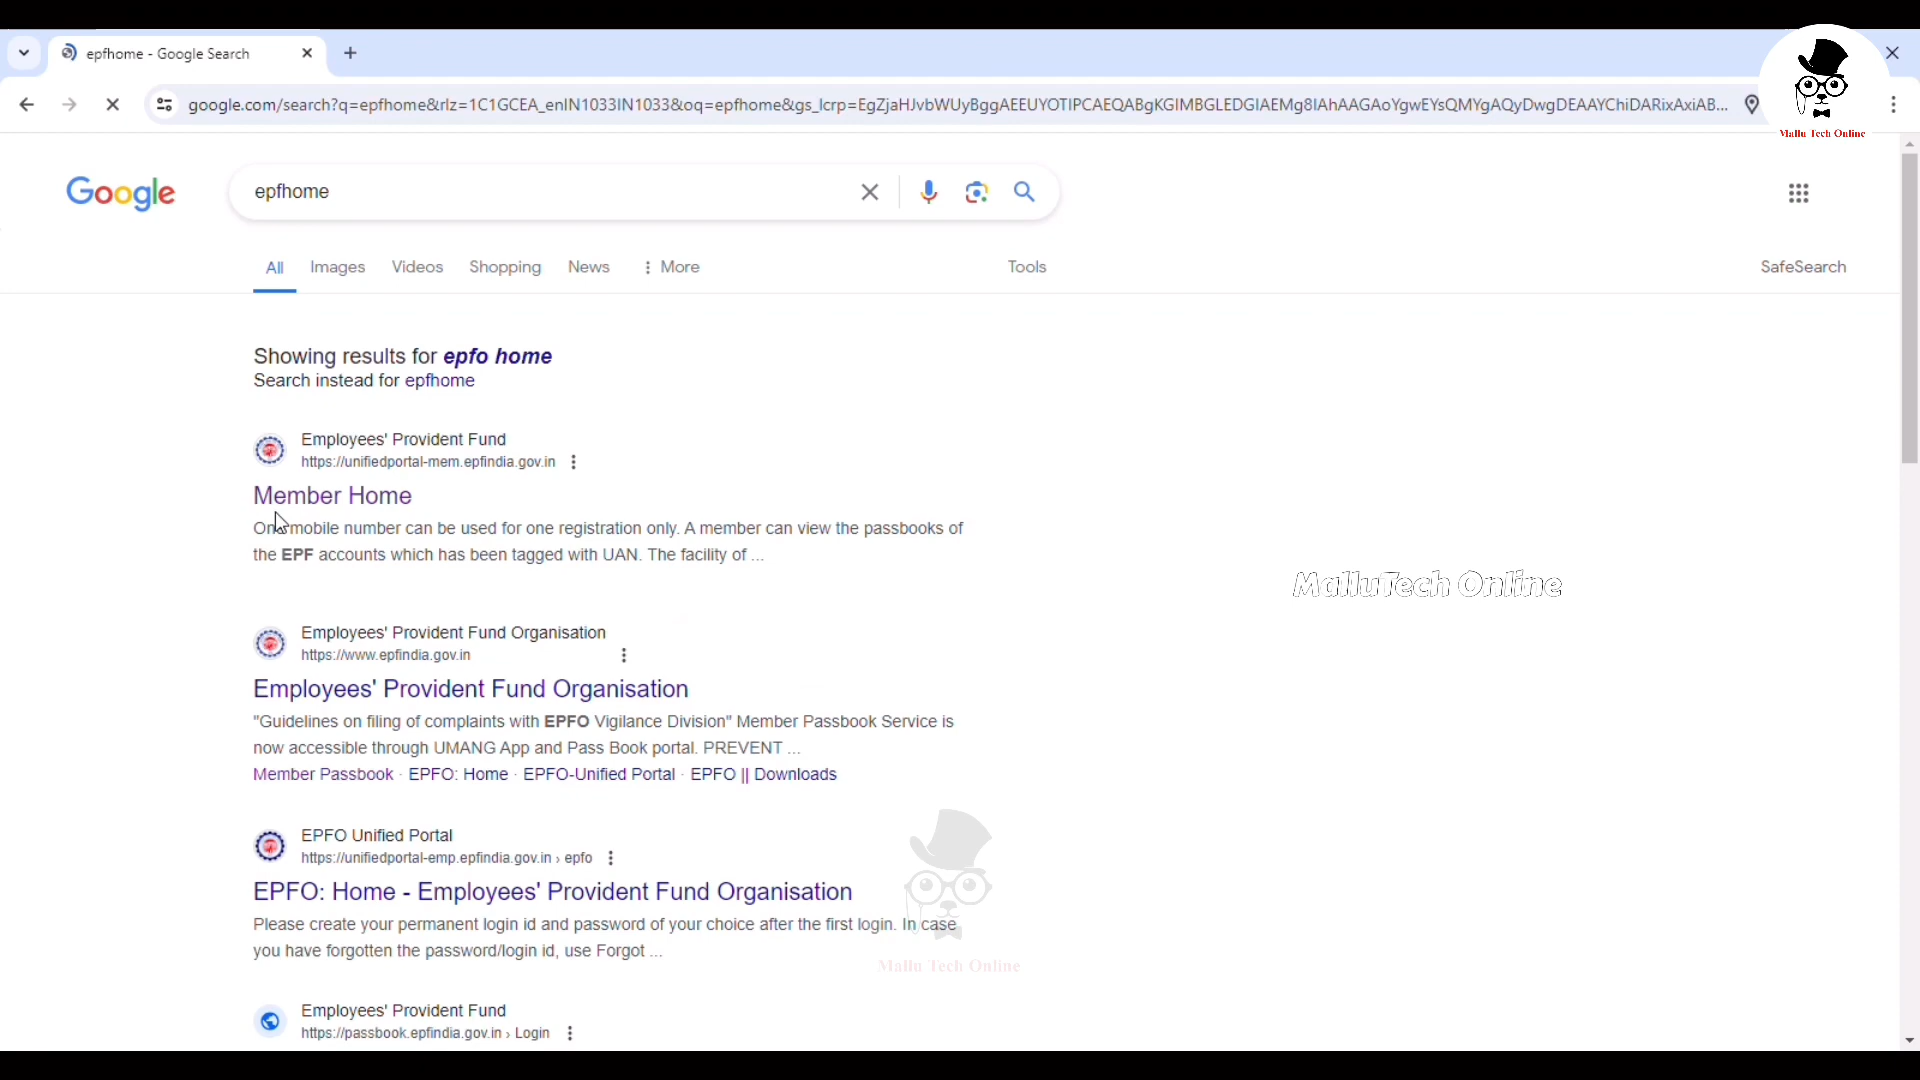 epfhome - Google Search
google.com/search?q=epfhome&rlz=1C1GCEA_enIN1033IN1033&oq=epfhome&gs_lcrp=EgZjaHJvbWUyBggAEEUYOTIPCAEQABgKGIMBGLEDGIAEMg8IAhAAGAoYgwEYsQMYgAQyDwgDEAAYChiDARixAxiAB...
Mallu Tech Online
Google
epfhome
All Images Videos Shopping News More Tools SafeSearch
Showing results for epfo home
Search instead for epfhome
Employees' Provident Fund
https://unifiedportal-mem.epfindia.gov.in
Member Home
One mobile number can be used for one registration only. A member can view the passbooks of
the EPF accounts which has been tagged with UAN. The facility of ...
MalluTech Online
Employees' Provident Fund Organisation
https://www.epfindia.gov.in
Employees' Provident Fund Organisation
"Guidelines on filing of complaints with EPFO Vigilance Division" Member Passbook Service is
now accessible through UMANG App and Pass Book portal. PREVENT ...
Member Passbook · EPFO: Home · EPFO-Unified Portal · EPFO || Downloads
EPFO Unified Portal
https://unifiedportal-emp.epfindia.gov.in › epfo
EPFO: Home - Employees' Provident Fund Organisation
Please create your permanent login id and password of your choice after the first login. In case
you have forgotten the password/login id, use Forgot ...
Mallu Tech Online
Employees' Provident Fund
https://passbook.epfindia.gov.in › Login